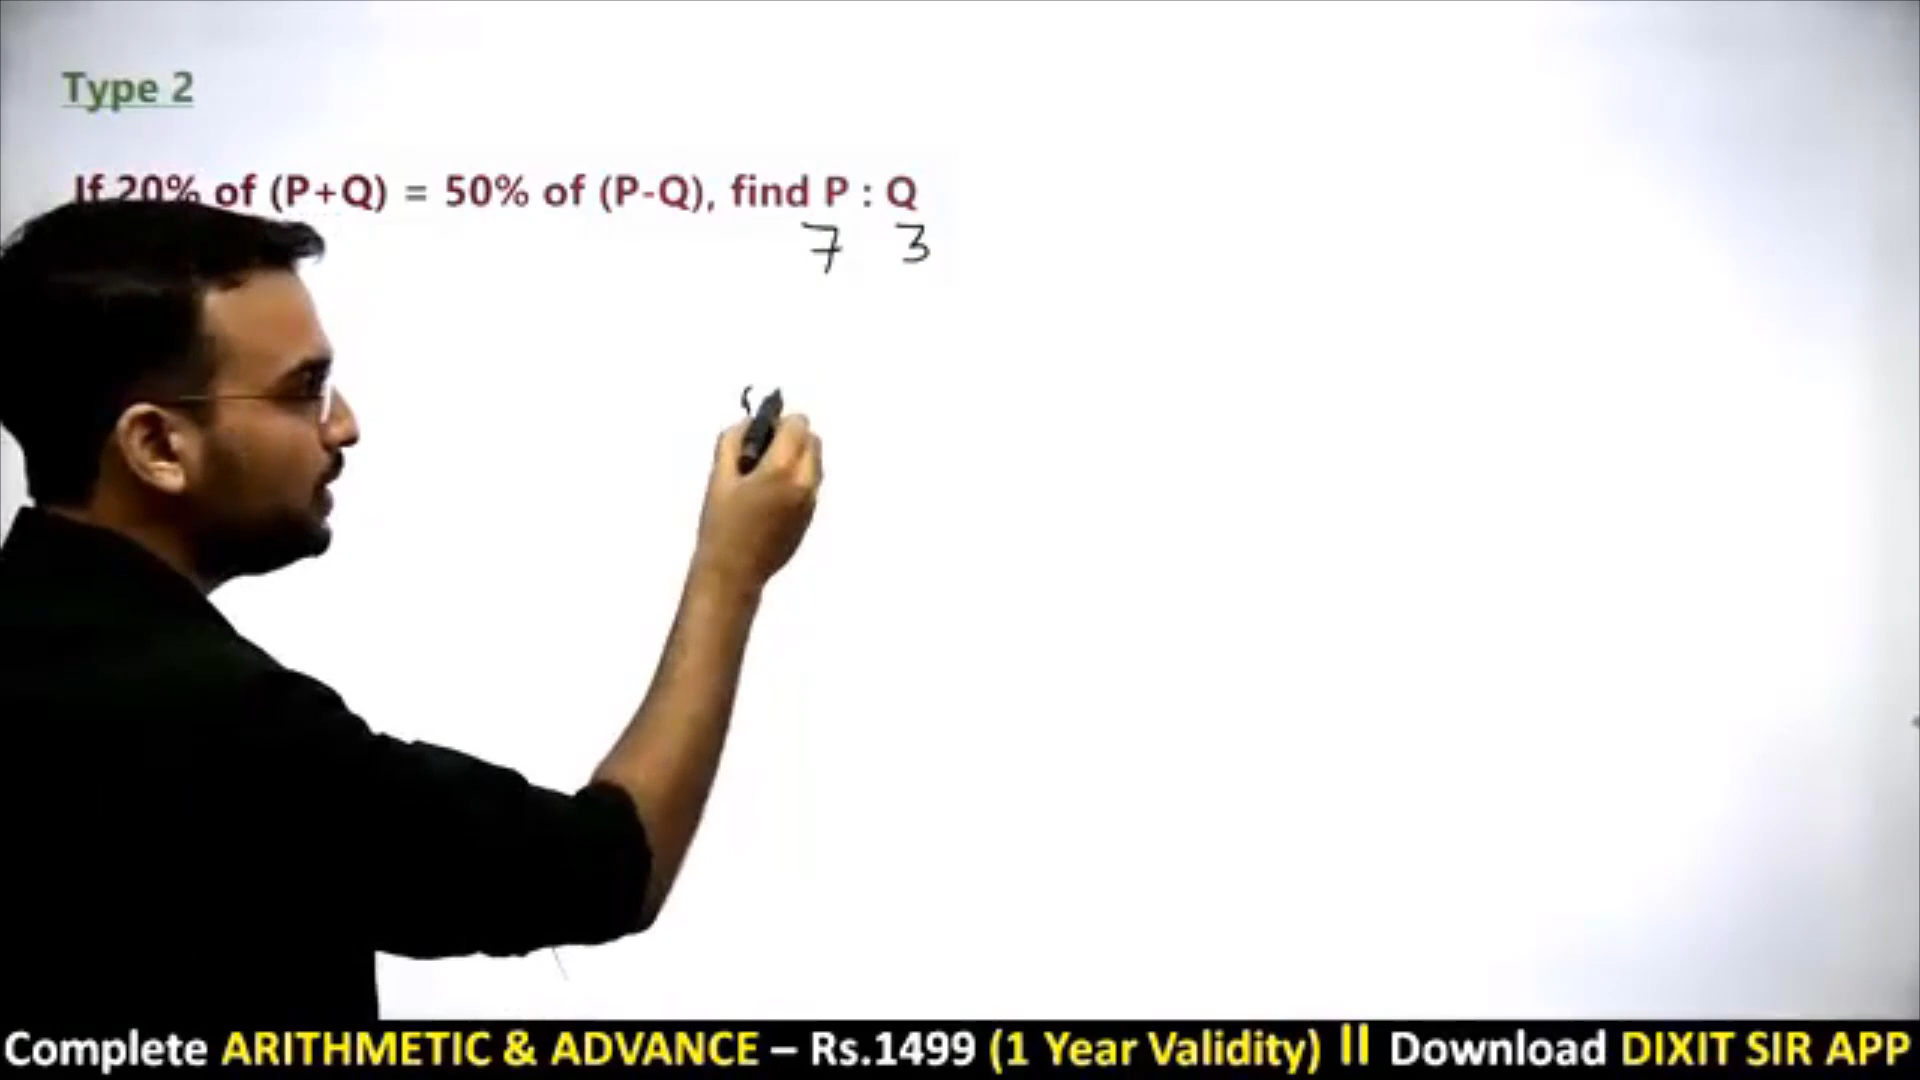 Type 2
If 20% of (P+Q) = 50% of (P-Q), find P : Q
7 3
Complete ARITHMETIC & ADVANCE – Rs.1499 (1 Year Validity) || Download DIXIT SIR APP